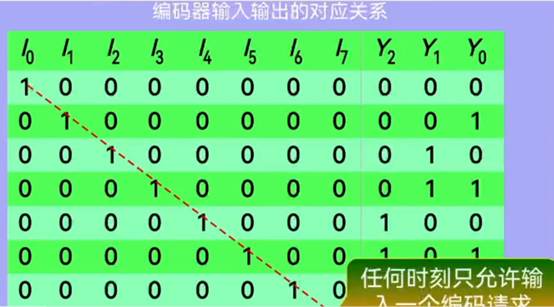 编码器输入输出的对应关系
I0 I1 I2 I3 I4 I5 I6 I7 Y2 Y1 Y0
1 0 0 0 0 0 0 0 0 0 0
0 1 0 0 0 0 0 0 0 0 1
0 0 1 0 0 0 0 0 0 1 0
0 0 0 1 0 0 0 0 0 1 1
0 0 0 0 1 0 0 0 1 0 0
0 0 0 0 0 1 0 0 1 0 1
0 0 0 0 0 0 1 0
任何时刻只允许输
入一个编码请求